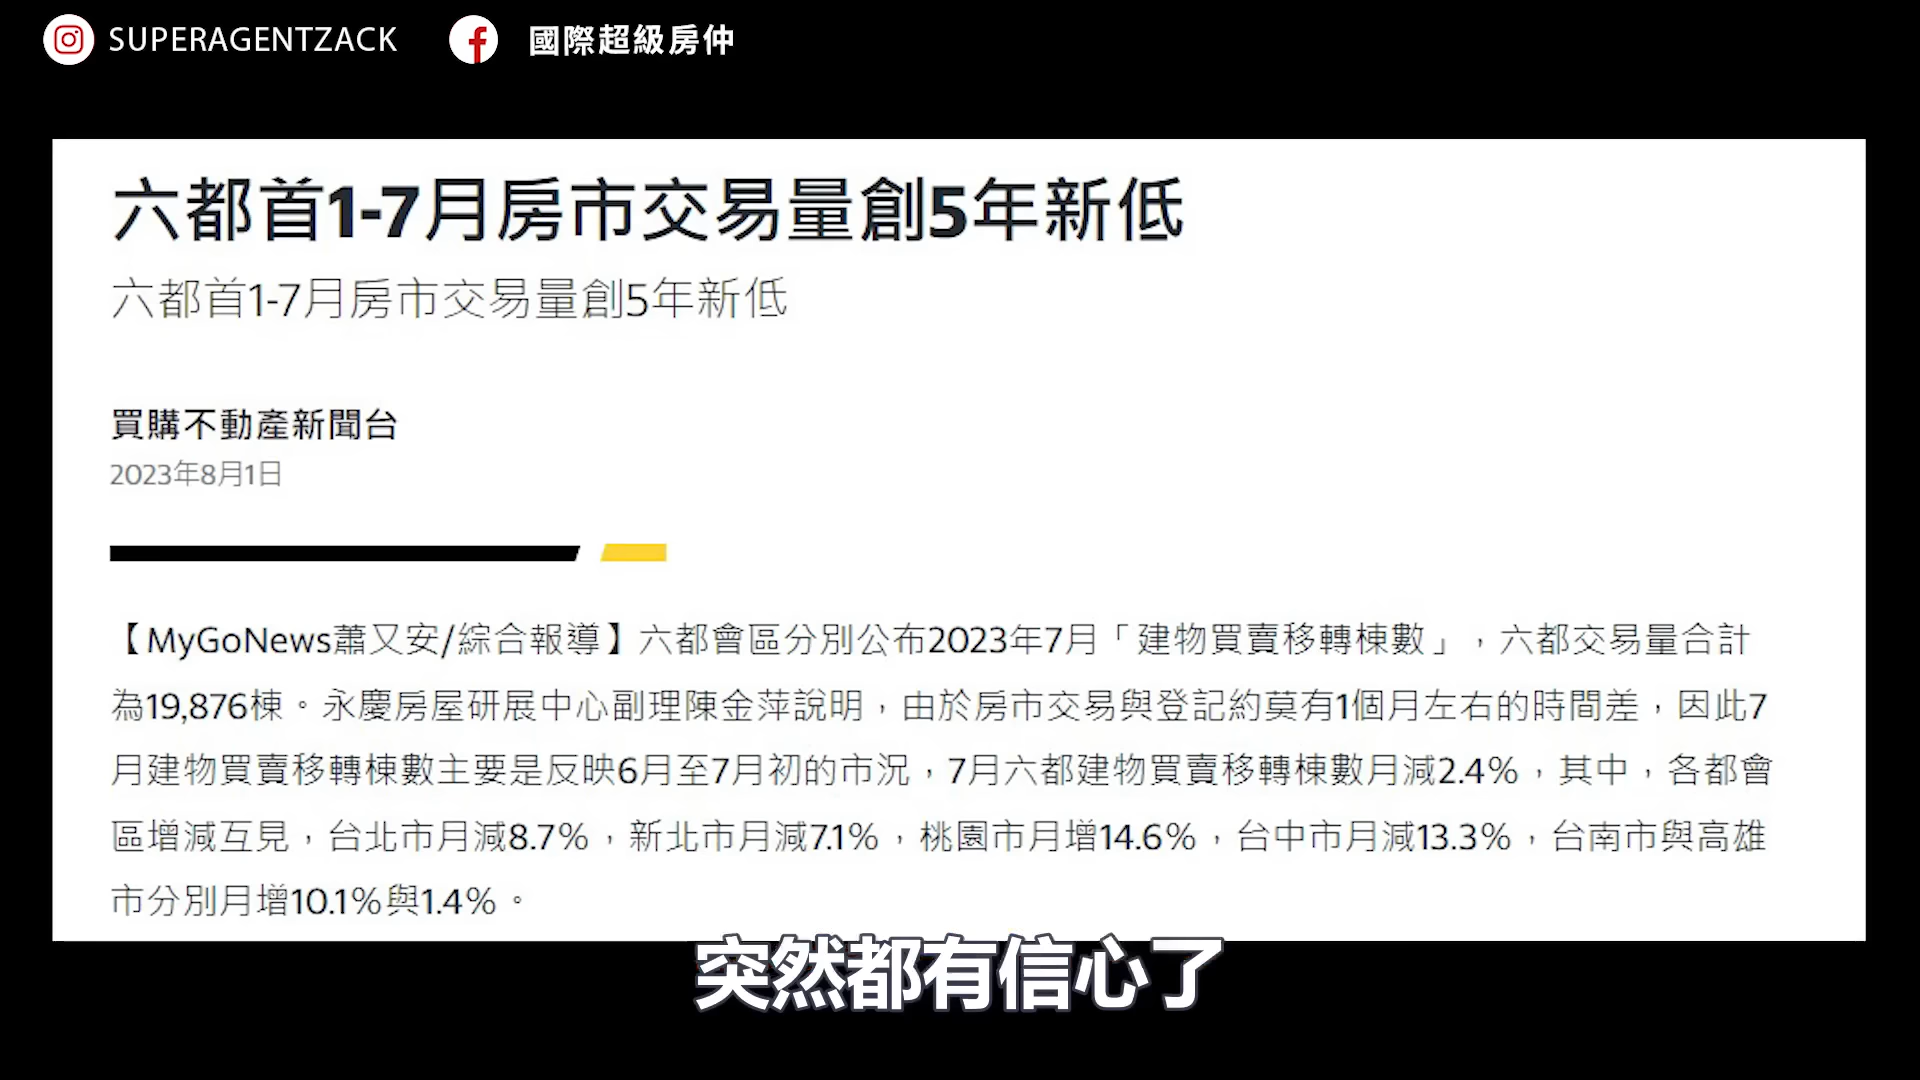 SUPERAGENTZACK
國際超級房仲
六都首1-7月房市交易量創5年新低
六都首1-7月房市交易量創5年新低
買購不動產新聞台
2023年8月1日
【MyGoNews蕭又安/綜合報導】六都會區分別公布2023年7月「建物買賣移轉棟數」，六都交易量合計
為19,876棟。永慶房屋研展中心副理陳金萍說明，由於房市交易與登記約莫有1個月左右的時間差，因此7
月建物買賣移轉棟數主要是反映6月至7月初的市況，7月六都建物買賣移轉棟數月減2.4%，其中，各都會
區增減互見，台北市月減8.7%，新北市月減7.1%，桃園市月增14.6%，台中市月減13.3%，台南市與高雄
市分別月增10.1%與1.4%。
突然都有信心了